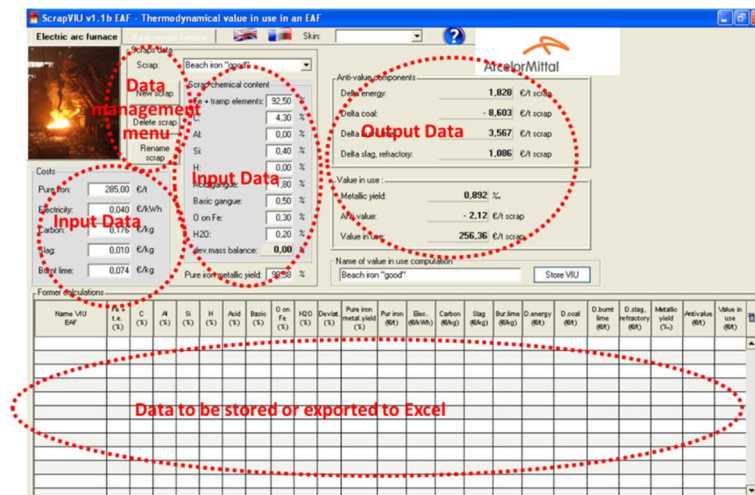 ScrapVIU v1.1b EAF - Thermodynamical value in use in an EAF
Electric arc furnace
Skin:
?
ArcelorMittal
Scraps data
Scrap: Beach iron "good"
New scrap
Delete scrap
Rename scrap
Data management menu
Scrap chemical content
Fe + tramp elements: 92,50 %
4,30 %
Al: 0,00 %
Si: 0,40 %
H: 0,00 %
Acid gangue: ,80 %
Basic gangue: 0,50 %
O on Fe: 0,30 %
H2O: 0,20 %
dev.mass balance: 0,00 %
Pure iron metallic yield: %
Input Data
Costs
Pure iron: 285,00 €/t
Electricity: 0,040 €/kWh
Carbon: 0,176 €/kg
Slag: 0,010 €/kg
Burnt lime: 0,074 €/kg
Input Data
Anti-value components
Delta energy: 1,828 €/t scrap
Delta coal: - 8,603 €/t scrap
Delta 3,567 €/t scrap
Delta slag, refractory: 1,086 €/t scrap
Output Data
Value in use :
Metallic yield: 0,892 ‰
Anti value: - 2,12 €/t scrap
Value in use: 256,36 €/t scrap
Name of value in use computation
Beach iron "good"
Store VIU
Former calculations
Name VIU EAF
Fe + t.e. (%)
C (%)
Al (%)
Si (%)
H (%)
Acid (%)
Basic (%)
O on Fe (%)
H2O (%)
Deviat. (%)
Pure iron metal.yield (%)
Pur iron (€/t)
Elec. (€/kWh)
Carbon (€/kg)
Slag (€/kg)
Bur.lime (€/kg)
D.energy (€/t)
D.coal (€/t)
D.burnt lime (€/t)
D.slag, refractory (€/t)
Metallic yield (‰)
Antivalue (€/t)
Value in use (€/t)
Data to be stored or exported to Excel